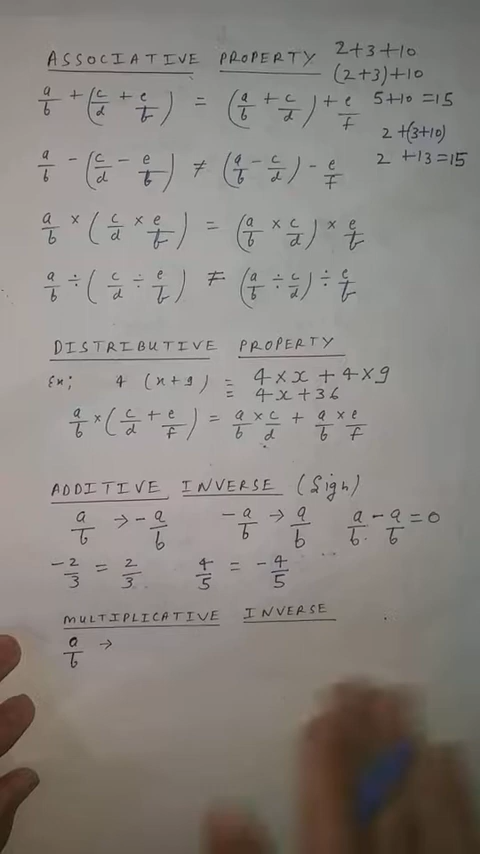 ASSOCIATIVE PROPERTY 2+3+10
(2+3)+10
a/b + (c/d + e/f) = (a/b + c/d) + e/f 5+10=15
2+(3+10)
a/b - (c/d - e/f) ≠ (a/b - c/d) - e/f 2+13=15
a/b × (c/d × e/f) = (a/b × c/d) × e/f
a/b ÷ (c/d ÷ e/f) ≠ (a/b ÷ c/d) ÷ e/f
DISTRIBUTIVE PROPERTY
Ex; 4 (x+9) = 4×x+4×9
= 4x+36
a/b × (c/d + e/f) = a/b × c/d + a/b × e/f
ADDITIVE INVERSE (Sign)
a/b → -a/b -a/b → a/b a/b - a/b = 0
-2/3 = 2/3 4/5 = -4/5
MULTIPLICATIVE INVERSE
a/b →